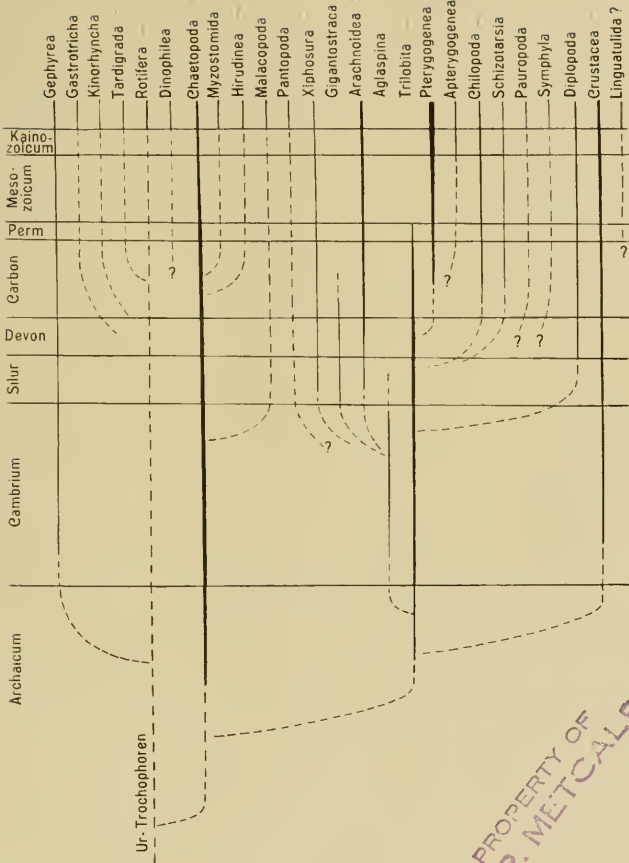 Gephyrea
Gastrotricha
Kinorhyncha
Tardigrada
Rotifera
Dinophilea
Chaetopoda
Myzostomida
Hirudinea
Malacopoda
Pantopoda
Xiphosura
Gigantostraca
Arachnoidea
Aglaspina
Trilobita
Pterygogenea
Apterygogenea
Chilopoda
Schizotarsia
Pauropoda
Symphyla
Diplopoda
Crustacea
Linguatulida ?
Kaino-
zoicum
Meso-
zoicum
Perm
Carbon
?
?
?
Devon
?
?
Silur
Cambrium
?
Archaicum
Ur-Trochophoren
PROPERTY OF
METCALF